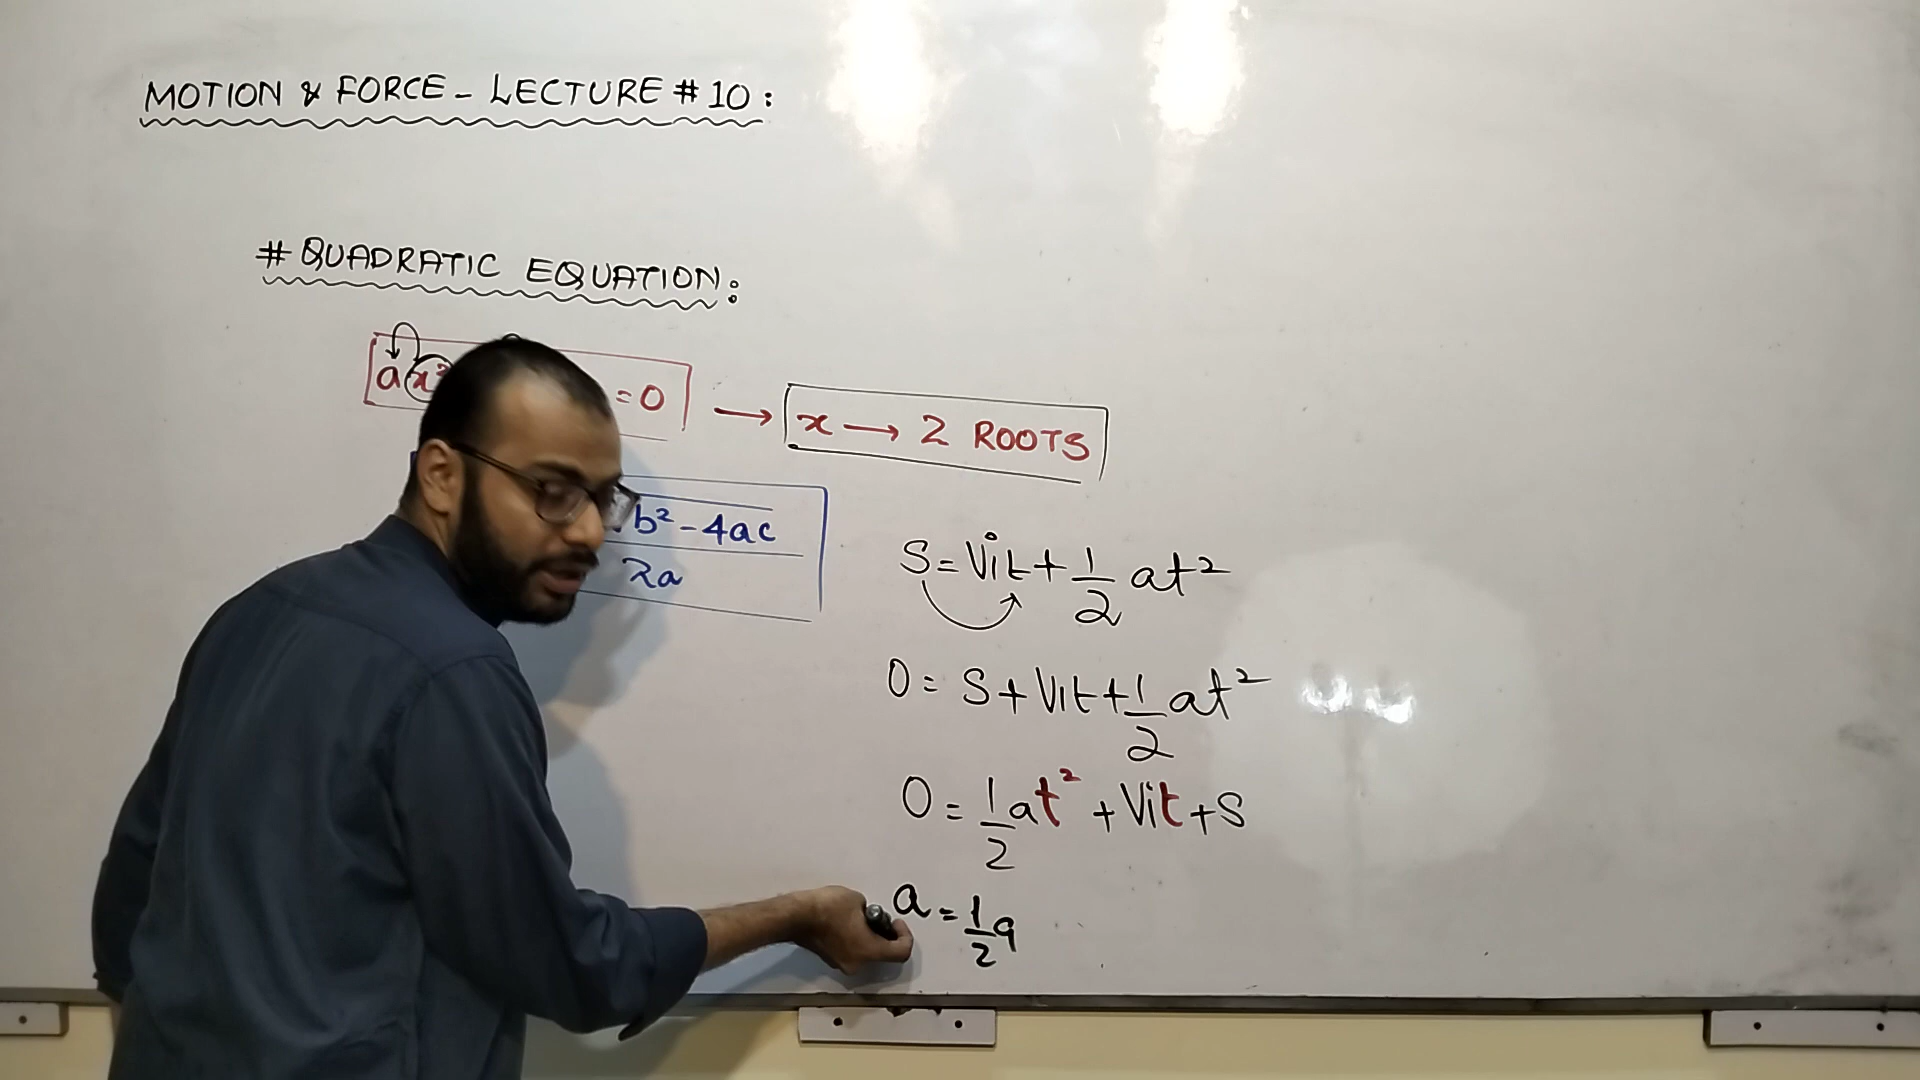 MOTION & FORCE - LECTURE # 10 :
# QUADRATIC EQUATION :
ax² = 0 → x → 2 ROOTS
b² - 4ac
2a
S = Vit + 1/2 at²
0 = S + Vit + 1/2 at²
0 = 1/2 at² + Vit + S
a = 1/2 a